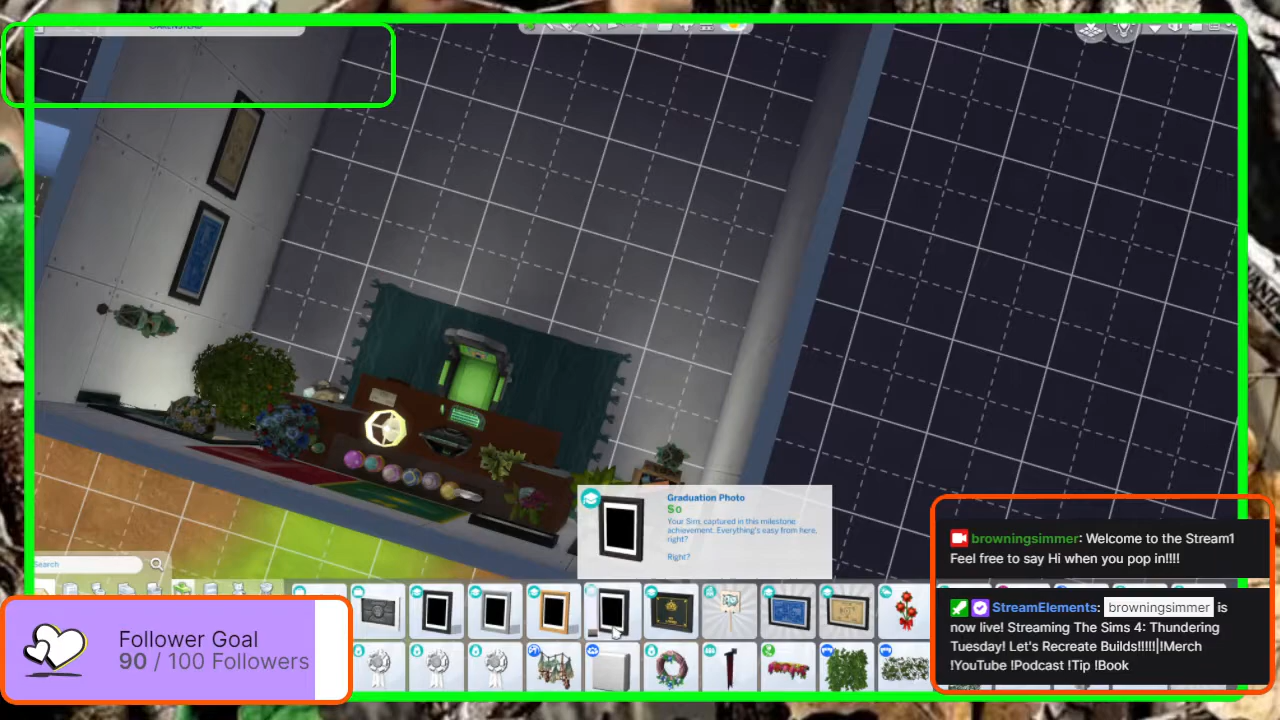 Graduation Photo
$0
Your Sim, captured in this milestone
achievement. Everything's easy from here,
right?
Right?
Search
Follower Goal
90 / 100 Followers
browningsimmer: Welcome to the Stream1
Feel free to say Hi when you pop in!!!!
StreamElements: browningsimmer is
now live! Streaming The Sims 4: Thundering
Tuesday! Let's Recreate Builds!!!!!|!Merch
!YouTube !Podcast !Tip !Book